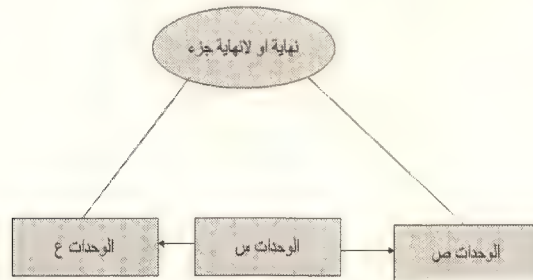 نهاية او لانهاية جزء
الوحدات ص
الوحدات س
الوحدات ع